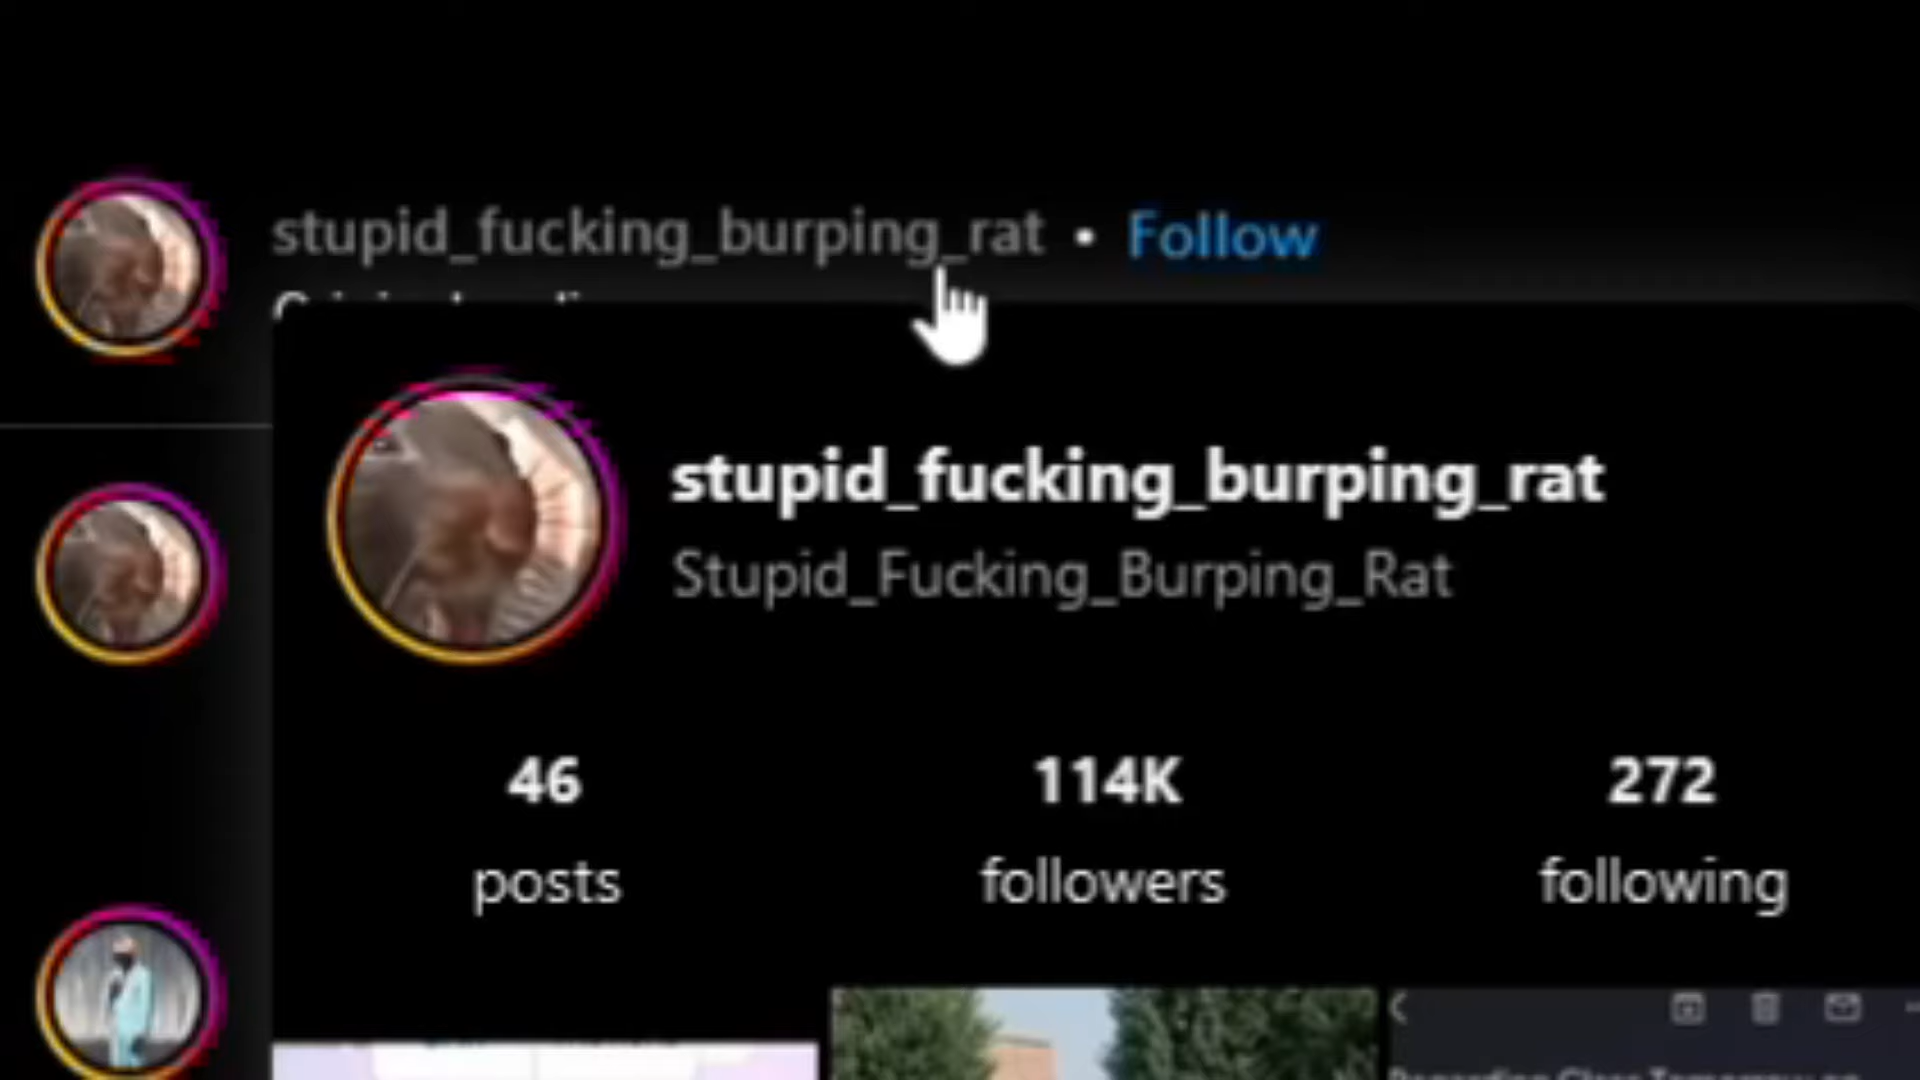 stupid_fucking_burping_rat • Follow
stupid_fucking_burping_rat
Stupid_Fucking_Burping_Rat
46 114K 272
posts followers following